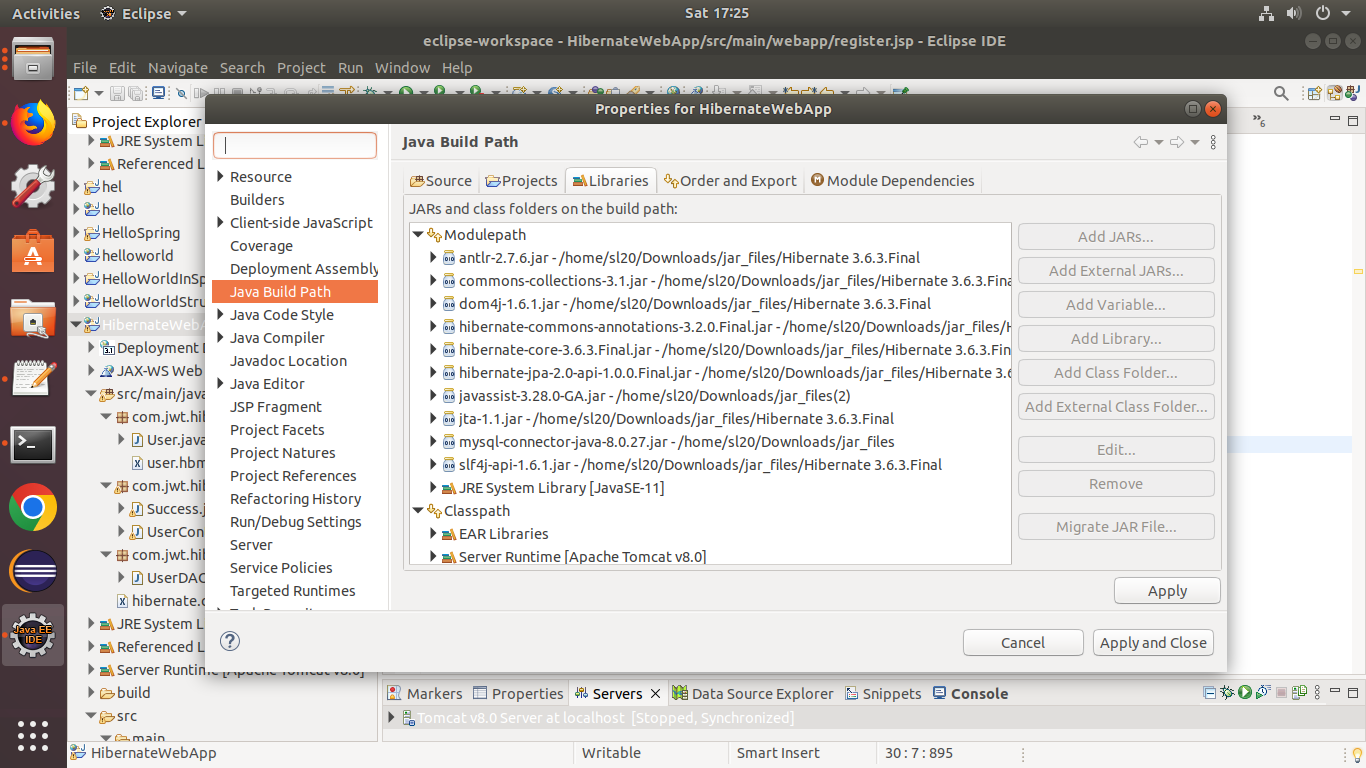 Activities Eclipse Sat 17:25
eclipse-workspace - HibernateWebApp/src/main/webapp/register.jsp - Eclipse IDE
File Edit Navigate Search Project Run Window Help
Properties for HibernateWebApp
Project Explorer
JRE System L
Referenced L
hel
hello
HelloSpring
helloworld
HelloWorldInSp
HelloWorldStru
HibernateWebA
Deployment
JAX-WS Web
src/main/java
com.jwt.hib
User.java
user.hbm
com.jwt.hib
Success.j
UserCon
com.jwt.hib
UserDAO
hibernate.c
JRE System L
Referenced L
Server Runtime [Apache Tomcat v8.0]
build
src
main
Resource
Builders
Client-side JavaScript
Coverage
Deployment Assembly
Java Build Path
Java Code Style
Java Compiler
Javadoc Location
Java Editor
JSP Fragment
Project Facets
Project Natures
Project References
Refactoring History
Run/Debug Settings
Server
Service Policies
Targeted Runtimes
Java Build Path
Source Projects Libraries Order and Export Module Dependencies
JARs and class folders on the build path:
Modulepath
antlr-2.7.6.jar - /home/sl20/Downloads/jar_files/Hibernate 3.6.3.Final
commons-collections-3.1.jar - /home/sl20/Downloads/jar_files/Hibernate 3.6.3.Fina
dom4j-1.6.1.jar - /home/sl20/Downloads/jar_files/Hibernate 3.6.3.Final
hibernate-commons-annotations-3.2.0.Final.jar - /home/sl20/Downloads/jar_files/H
hibernate-core-3.6.3.Final.jar - /home/sl20/Downloads/jar_files/Hibernate 3.6.3.Fin
hibernate-jpa-2.0-api-1.0.0.Final.jar - /home/sl20/Downloads/jar_files/Hibernate 3.6
javassist-3.28.0-GA.jar - /home/sl20/Downloads/jar_files(2)
jta-1.1.jar - /home/sl20/Downloads/jar_files/Hibernate 3.6.3.Final
mysql-connector-java-8.0.27.jar - /home/sl20/Downloads/jar_files
slf4j-api-1.6.1.jar - /home/sl20/Downloads/jar_files/Hibernate 3.6.3.Final
JRE System Library [JavaSE-11]
Classpath
EAR Libraries
Server Runtime [Apache Tomcat v8.0]
Add JARs...
Add External JARs...
Add Variable...
Add Library...
Add Class Folder...
Add External Class Folder...
Edit...
Remove
Migrate JAR File...
Apply
Cancel Apply and Close
6
Java EE
IDE
Markers Properties Servers Data Source Explorer Snippets Console
Tomcat v8.0 Server at localhost [Stopped, Synchronized]
HibernateWebApp Writable Smart Insert 30 : 7 : 895